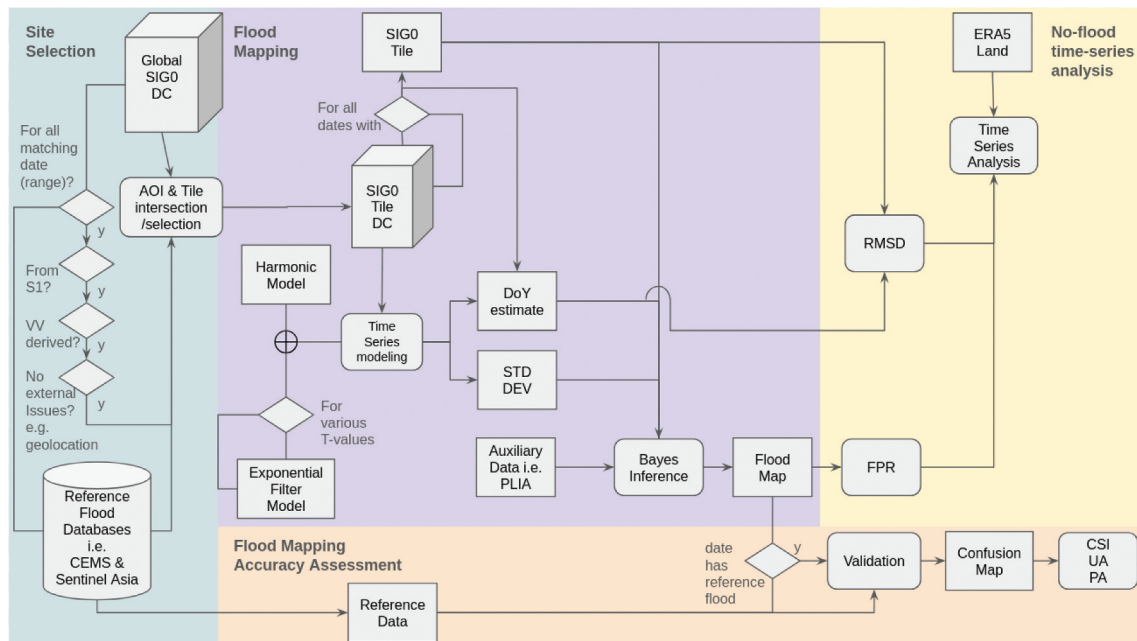 Site
Selection
Global
SIG0
DC
For all
matching
date
(range)?
AOI & Tile
intersection
/selection
y
From
S1?
y
VV
derived?
y
No
external
Issues?
e.g.
geolocation
y
Reference
Flood
Databases
i.e.
CEMS &
Sentinel Asia
Flood
Mapping
SIG0
Tile
For all
dates with
SIG0
Tile
DC
Harmonic
Model
Time
Series
modeling
DoY
estimate
STD
DEV
For
various
T-values
Exponential
Filter
Model
Auxiliary
Data i.e.
PLIA
Bayes
Inference
Flood
Map
No-flood
time-series
analysis
ERA5
Land
Time
Series
Analysis
RMSD
FPR
Flood Mapping
Accuracy Assessment
Reference
Data
date
has
reference
flood
y
Validation
Confusion
Map
CSI
UA
PA